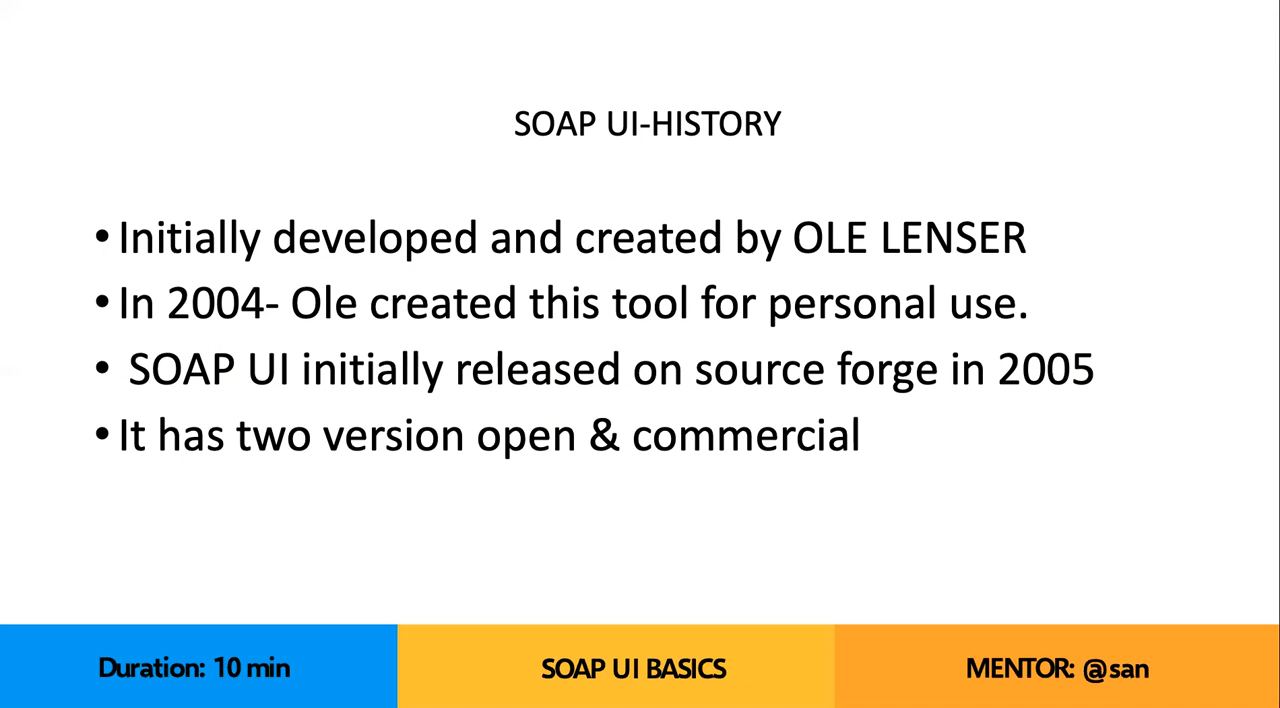 SOAP UI-HISTORY
• Initially developed and created by OLE LENSER
• In 2004- Ole created this tool for personal use.
• SOAP UI initially released on source forge in 2005
• It has two version open & commercial
Duration: 10 min
SOAP UI BASICS
MENTOR: @san